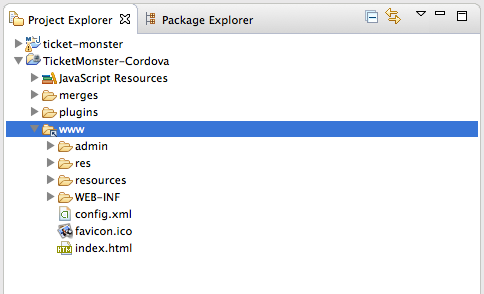 Project Explorer Package Explorer
ticket-monster
TicketMonster-Cordova
JavaScript Resources
merges
plugins
www
admin
res
resources
WEB-INF
config.xml
favicon.ico
index.html